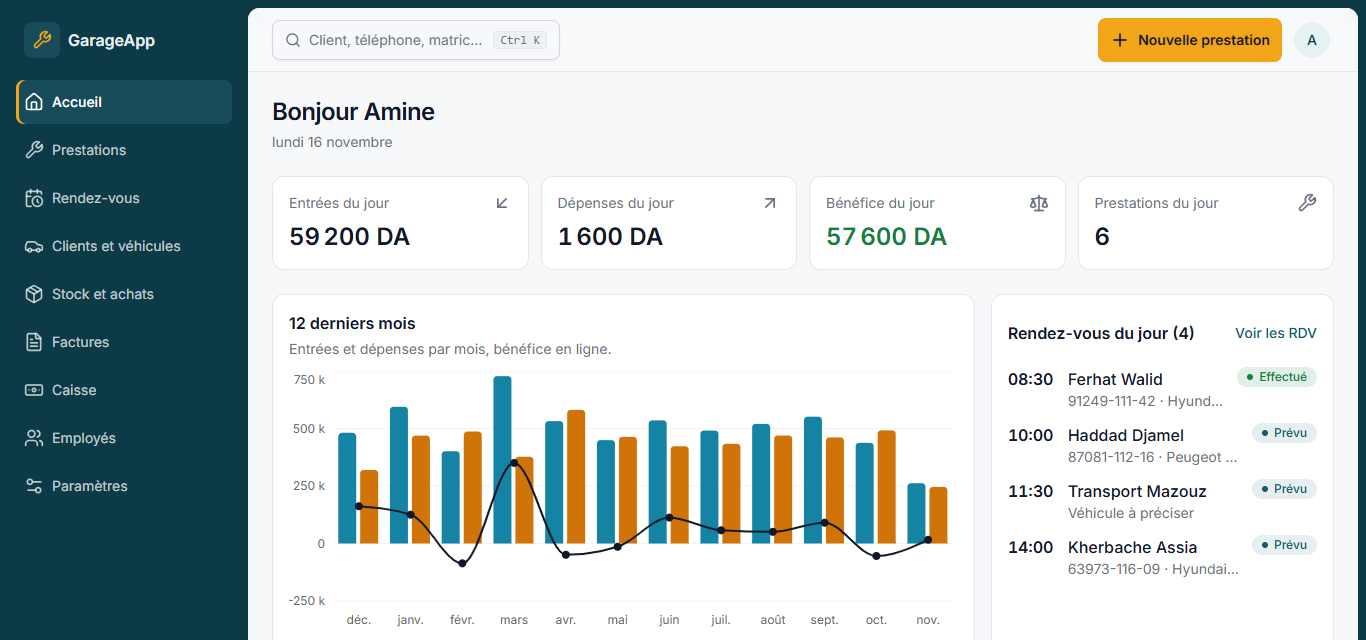 GarageApp
Client, téléphone, matric... Ctrl K
Nouvelle prestation
A
Accueil
Prestations
Rendez-vous
Clients et véhicules
Stock et achats
Factures
Caisse
Employés
Paramètres
Bonjour Amine
lundi 16 novembre
Entrées du jour
59 200 DA
Dépenses du jour
1 600 DA
Bénéfice du jour
57 600 DA
Prestations du jour
6
12 derniers mois
Entrées et dépenses par mois, bénéfice en ligne.
750 k
500 k
250 k
0
-250 k
déc. janv. févr. mars avr. mai juin juil. août sept. oct. nov.
Rendez-vous du jour (4) Voir les RDV
08:30 Ferhat Walid Effectué
91249-111-42 · Hyund...
10:00 Haddad Djamel Prévu
87081-112-16 · Peugeot ...
11:30 Transport Mazouz Prévu
Véhicule à préciser
14:00 Kherbache Assia Prévu
63973-116-09 · Hyundai...